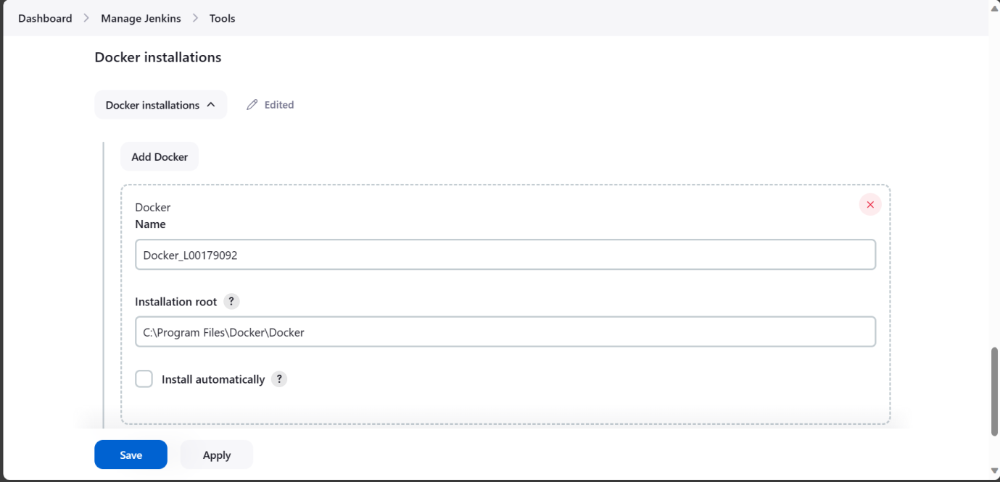 Dashboard > Manage Jenkins > Tools
Docker installations
Docker installations Edited
Add Docker
Docker
Name
Docker_L00179092
Installation root ?
C:\Program Files\Docker\Docker
Install automatically ?
Save Apply